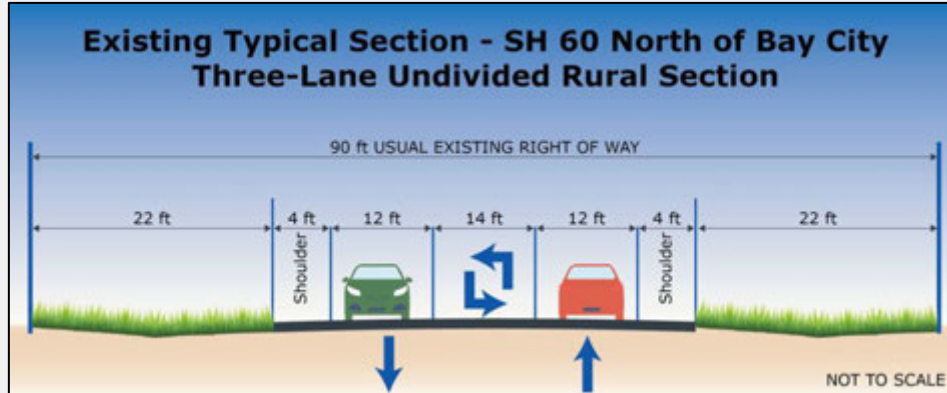 Existing Typical Section - SH 60 North of Bay City
Three-Lane Undivided Rural Section
90 ft USUAL EXISTING RIGHT OF WAY
22 ft 4 ft 12 ft 14 ft 12 ft 4 ft 22 ft
Shoulder
Shoulder
NOT TO SCALE